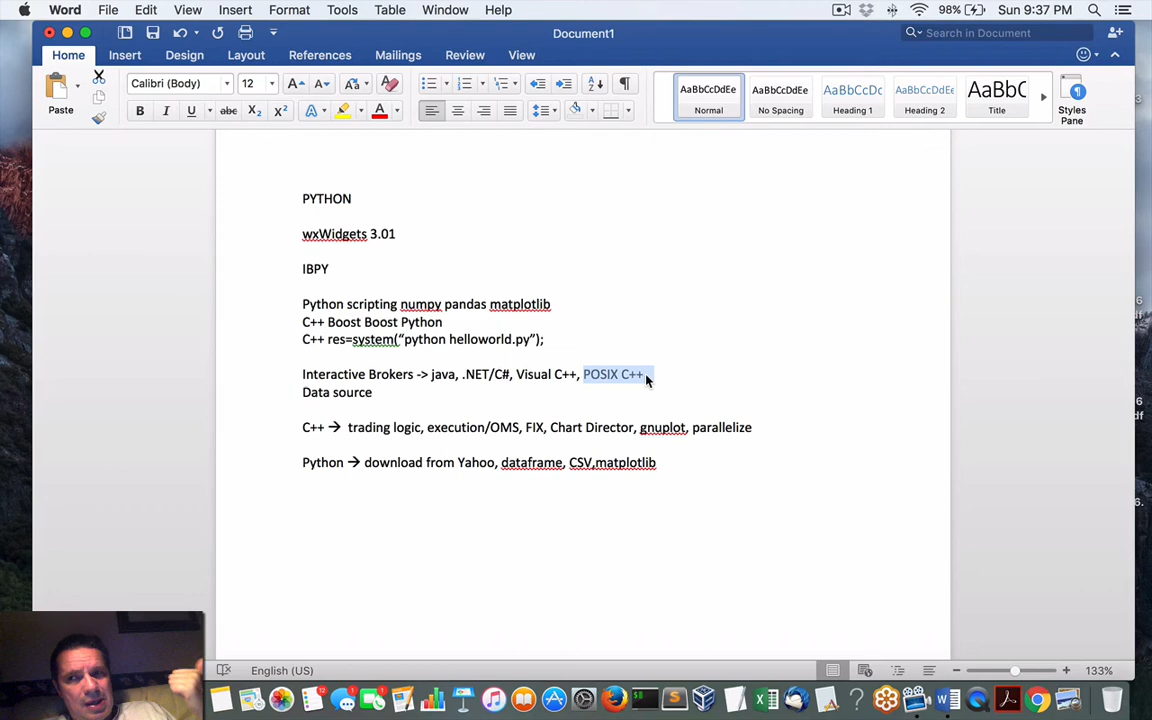 Word File Edit View Insert Format Tools Table Window Help 98% Sun 9:37 PM
Document1
Search in Document
Home Insert Design Layout References Mailings Review View
Paste
Calibri (Body) 12
AaBbCcDdEe AaBbCcDdEe AaBbCcDc AaBbCcDdEe AaBbC
Normal No Spacing Heading 1 Heading 2 Title Styles Pane
PYTHON
wxWidgets 3.01
IBPY
Python scripting numpy pandas matplotlib
C++ Boost Boost Python
C++ res=system(“python helloworld.py”);
Interactive Brokers -> java, .NET/C#, Visual C++, POSIX C++
Data source
C++ → trading logic, execution/OMS, FIX, Chart Director, gnuplot, parallelize
Python → download from Yahoo, dataframe, CSV,matplotlib
English (US)
133%